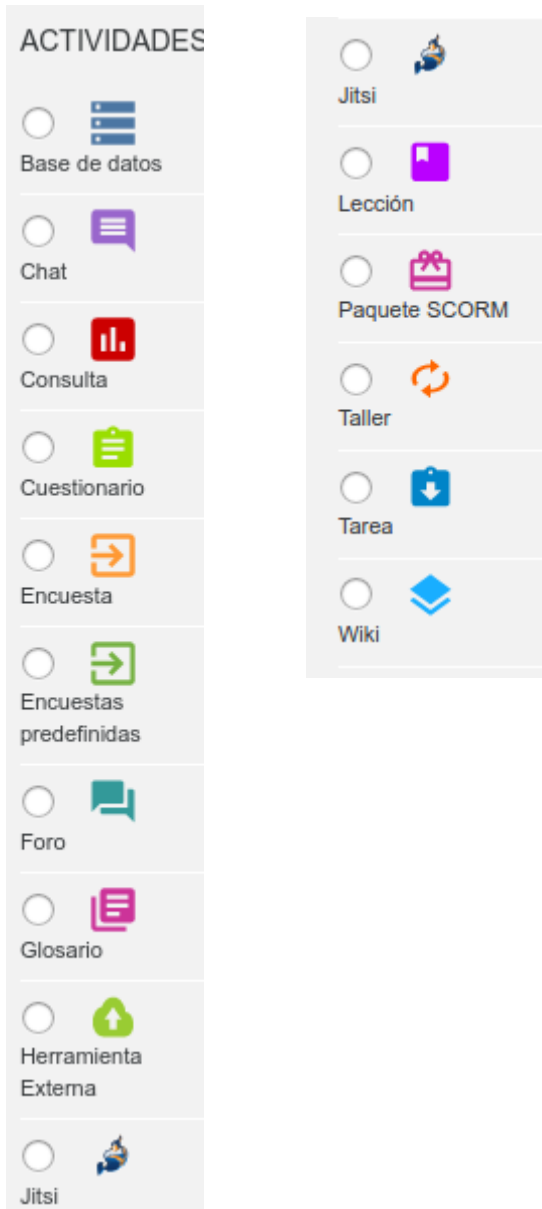 ACTIVIDADES
Base de datos
Chat
Consulta
Cuestionario
Encuesta
Encuestas
predefinidas
Foro
Glosario
Herramienta
Externa
Jitsi
Jitsi
Lección
Paquete SCORM
Taller
Tarea
Wiki